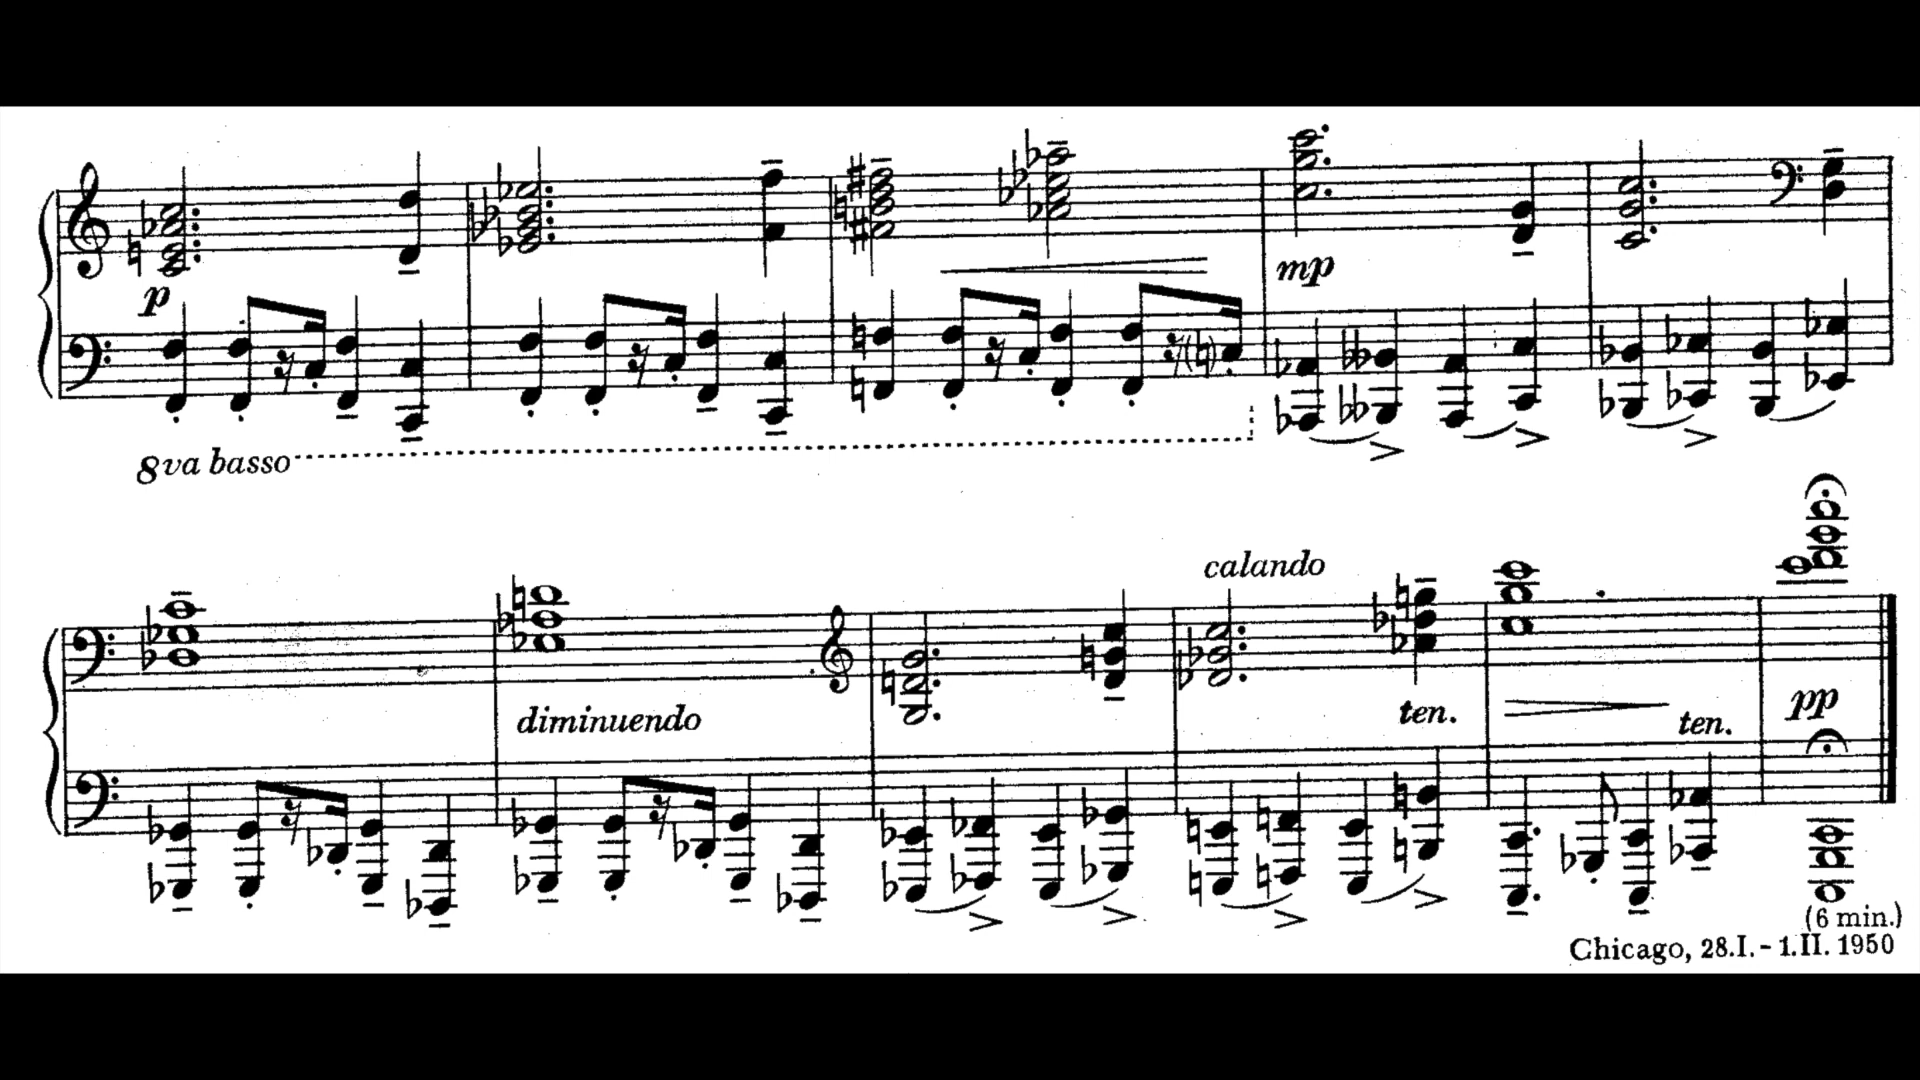 p
mp
8va basso
calando
diminuendo
ten.
ten.
pp
(6 min.)
Chicago, 28.I. - 1.II. 1950